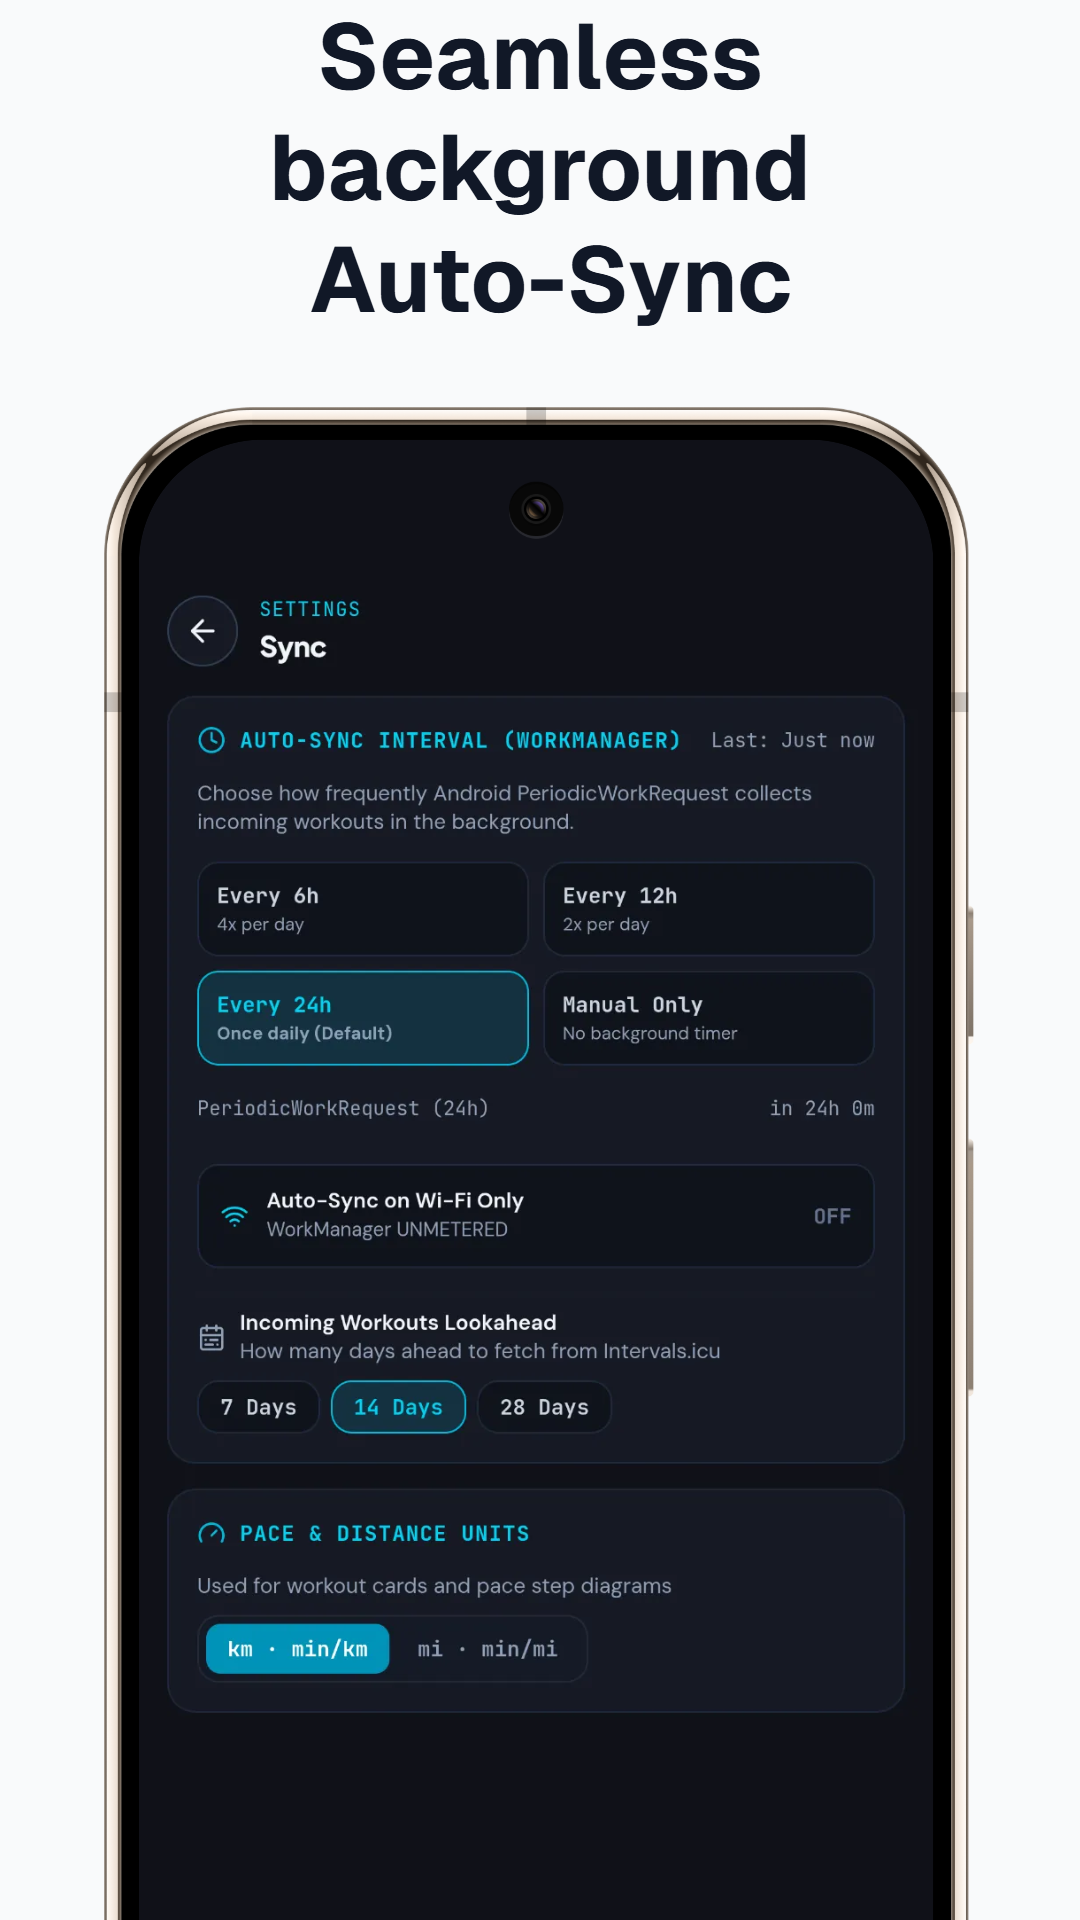 Seamless
background
Auto-Sync
SETTINGS
Sync
AUTO-SYNC INTERVAL (WORKMANAGER) Last: Just now
Choose how frequently Android PeriodicWorkRequest collects
incoming workouts in the background.
Every 6h
4x per day
Every 12h
2x per day
Every 24h
Once daily (Default)
Manual Only
No background timer
PeriodicWorkRequest (24h) in 24h 0m
Auto-Sync on Wi-Fi Only
WorkManager UNMETERED
OFF
Incoming Workouts Lookahead
How many days ahead to fetch from Intervals.icu
7 Days 14 Days 28 Days
PACE & DISTANCE UNITS
Used for workout cards and pace step diagrams
km · min/km mi · min/mi